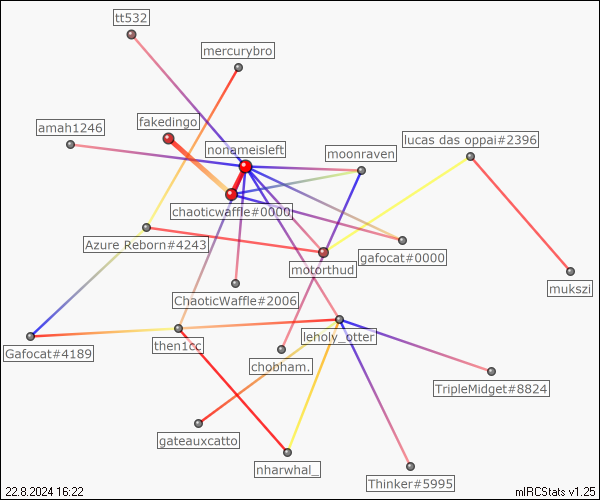 tt532
mercurybro
fakedingo
amah1246
lucas das oppai#2396
nonameisleft
moonraven
chaoticwaffle#0000
Azure Reborn#4243
gafocat#0000
motorthud
mukszi
ChaoticWaffle#2006
leholy_otter
then1cc
Gafocat#4189
chobham.
TripleMidget#8824
gateauxcatto
nharwhal_
Thinker#5995
22.8.2024 16:22
mIRCStats v1.25